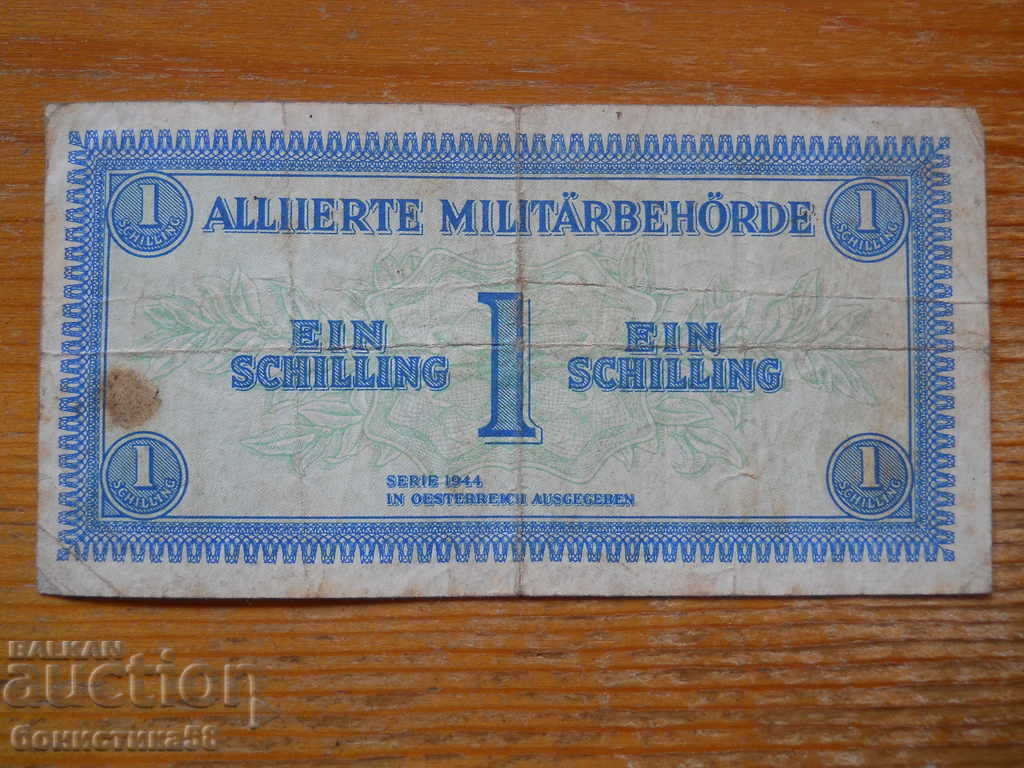 1 ALLIIERTE MILITÄRBEHÖRDE 1
SCHILLING SCHILLING
EIN 1 EIN
SCHILLING SCHILLING
1 1
SCHILLING SCHILLING
SERIE 1944
IN OESTERREICH AUSGEGEBEN
BALKAN
auction
бонистика58